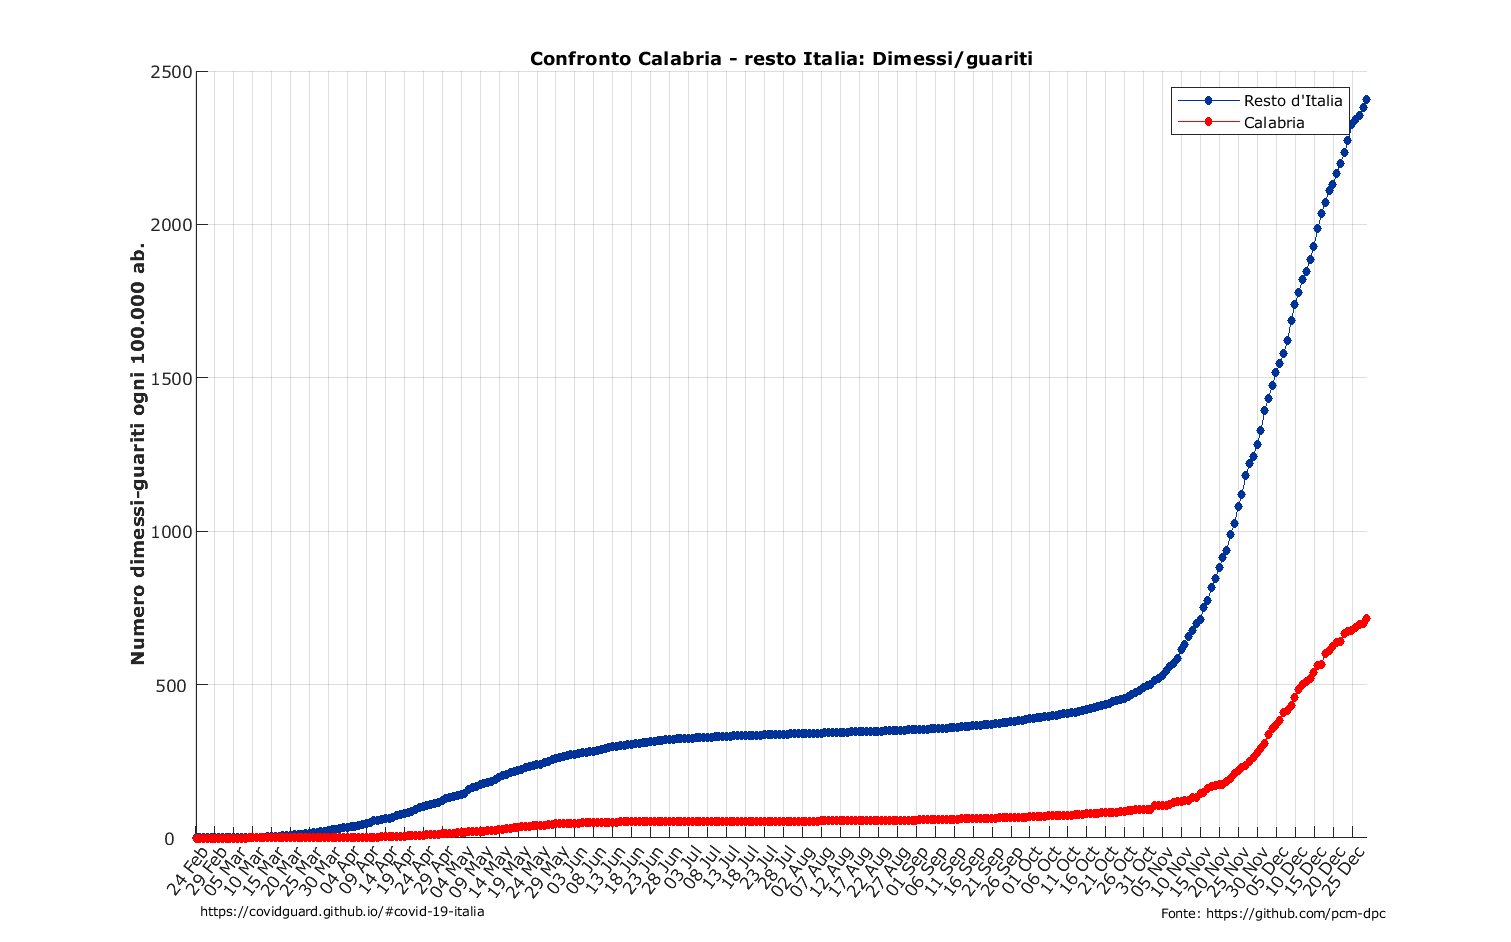 Confronto Calabria - resto Italia: Dimessi/guariti
Numero dimessi-guariti ogni 100.000 ab.
2500
2000
1500
1000
500
0
Resto d'Italia
Calabria
24 Feb
29 Feb
05 Mar
10 Mar
15 Mar
20 Mar
25 Mar
30 Mar
04 Apr
09 Apr
14 Apr
19 Apr
24 Apr
29 Apr
04 May
09 May
14 May
19 May
24 May
29 May
03 Jun
08 Jun
13 Jun
18 Jun
23 Jun
28 Jun
03 Jul
08 Jul
13 Jul
18 Jul
23 Jul
28 Jul
02 Aug
07 Aug
12 Aug
17 Aug
22 Aug
27 Aug
01 Sep
06 Sep
11 Sep
16 Sep
21 Sep
26 Sep
01 Oct
06 Oct
11 Oct
16 Oct
21 Oct
26 Oct
31 Oct
05 Nov
10 Nov
15 Nov
20 Nov
25 Nov
30 Nov
05 Dec
10 Dec
15 Dec
20 Dec
25 Dec
https://covidguard.github.io/#covid-19-italia
Fonte: https://github.com/pcm-dpc